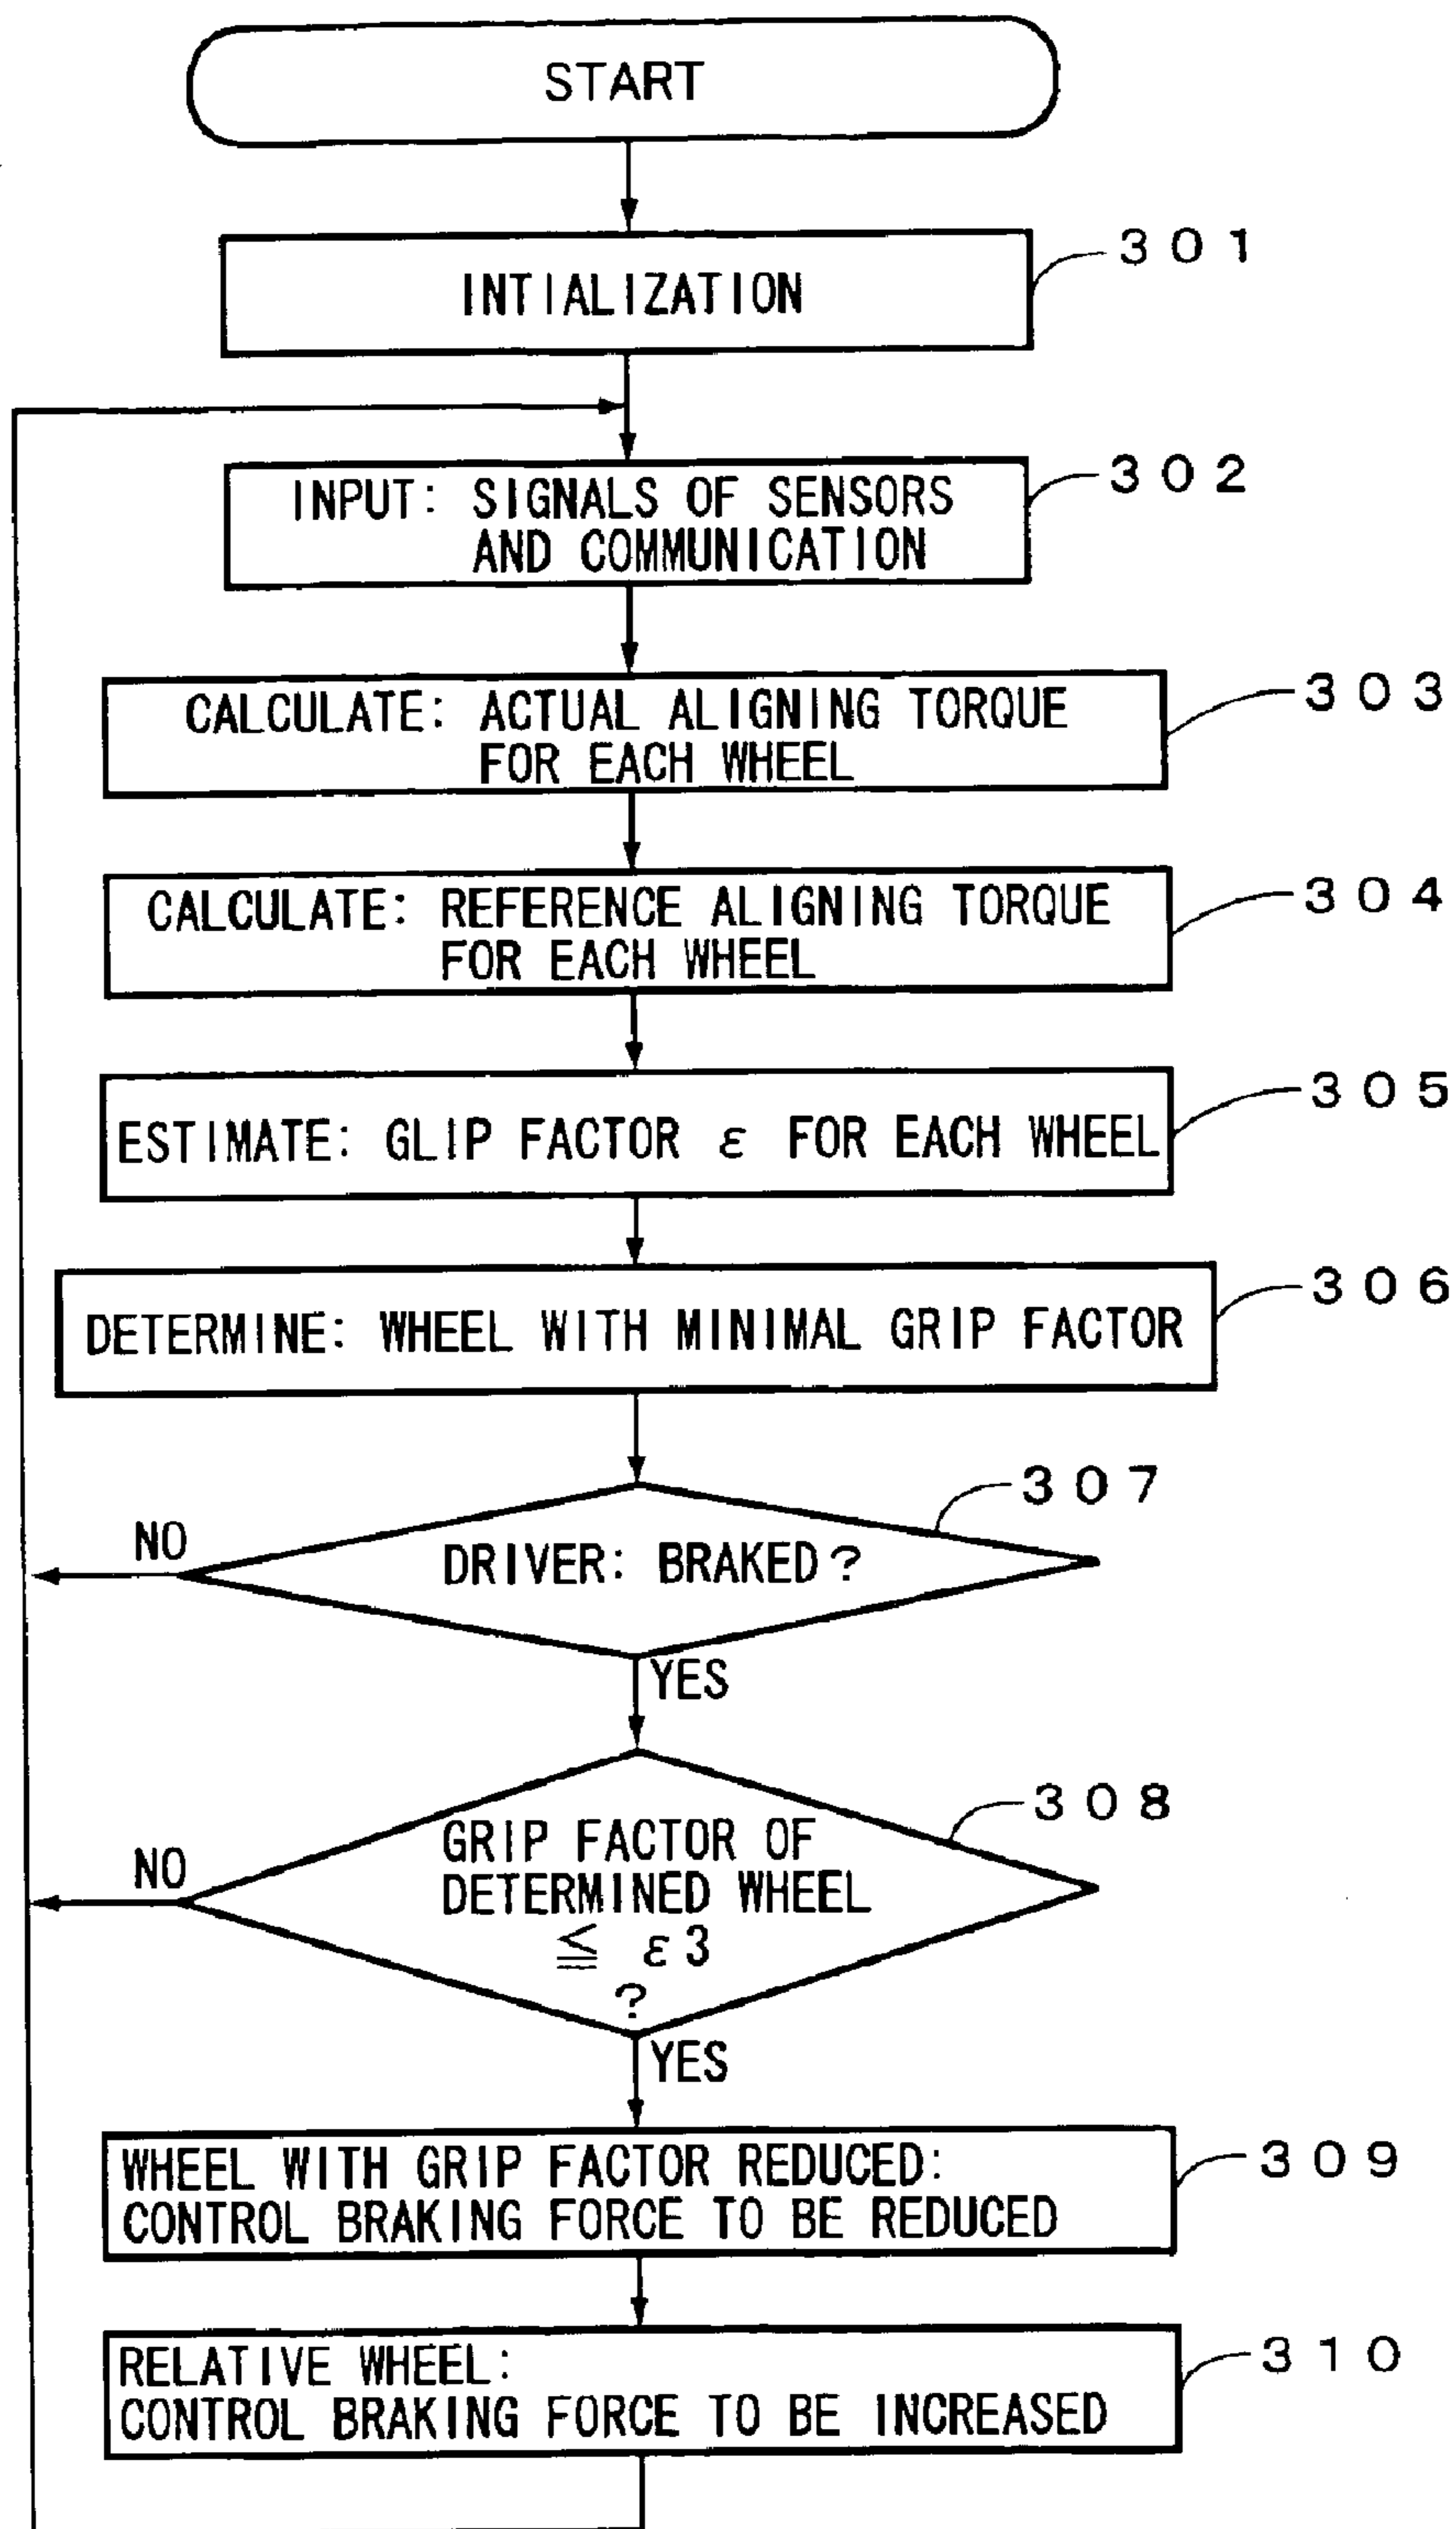 START
INTIALIZATION
301
INPUT: SIGNALS OF SENSORS
AND COMMUNICATION
302
CALCULATE: ACTUAL ALIGNING TORQUE
FOR EACH WHEEL
303
CALCULATE: REFERENCE ALIGNING TORQUE
FOR EACH WHEEL
304
ESTIMATE: GLIP FACTOR ε FOR EACH WHEEL
305
DETERMINE: WHEEL WITH MINIMAL GRIP FACTOR
306
DRIVER: BRAKED?
307
NO
YES
GRIP FACTOR OF
DETERMINED WHEEL
≦ ε3
?
308
NO
YES
WHEEL WITH GRIP FACTOR REDUCED:
CONTROL BRAKING FORCE TO BE REDUCED
309
RELATIVE WHEEL:
CONTROL BRAKING FORCE TO BE INCREASED
310